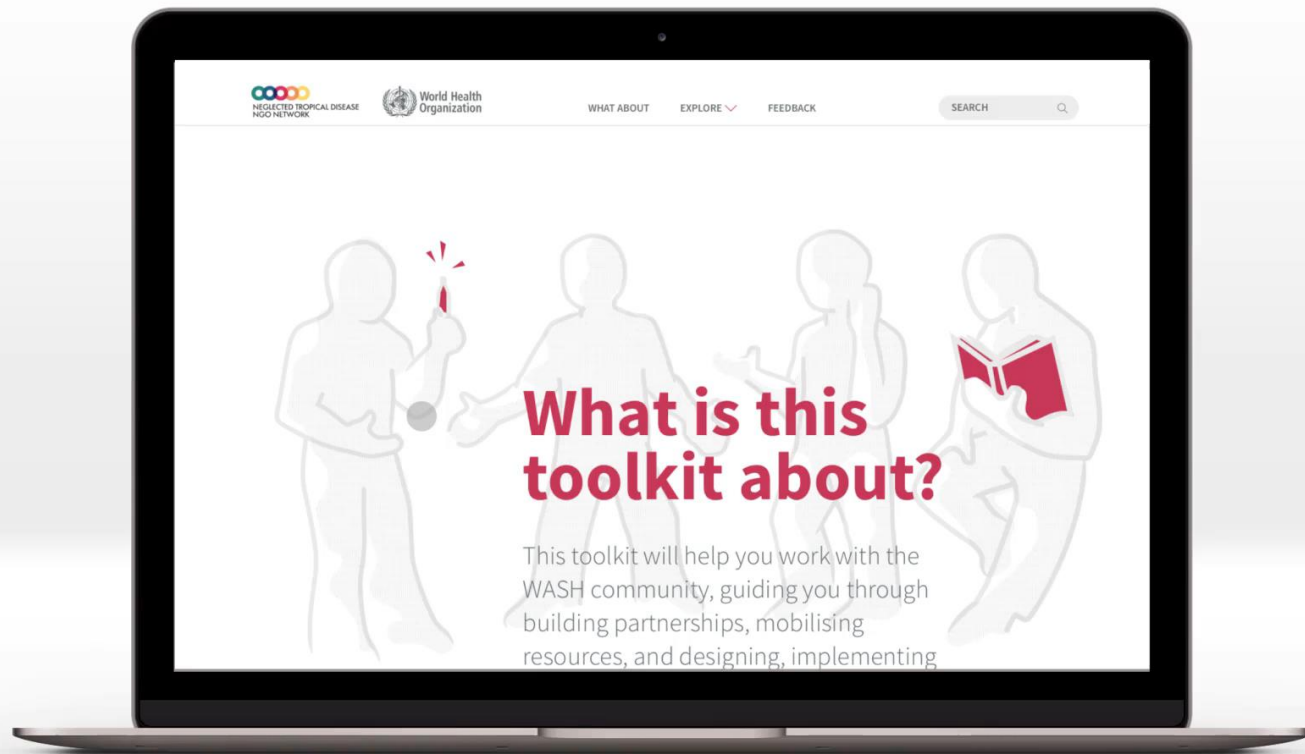 NEGLECTED TROPICAL DISEASE
NGO NETWORK
World Health
Organization
WHAT ABOUT
EXPLORE
FEEDBACK
SEARCH
What is this
toolkit about?
This toolkit will help you work with the
WASH community, guiding you through
building partnerships, mobilising
resources, and designing, implementing